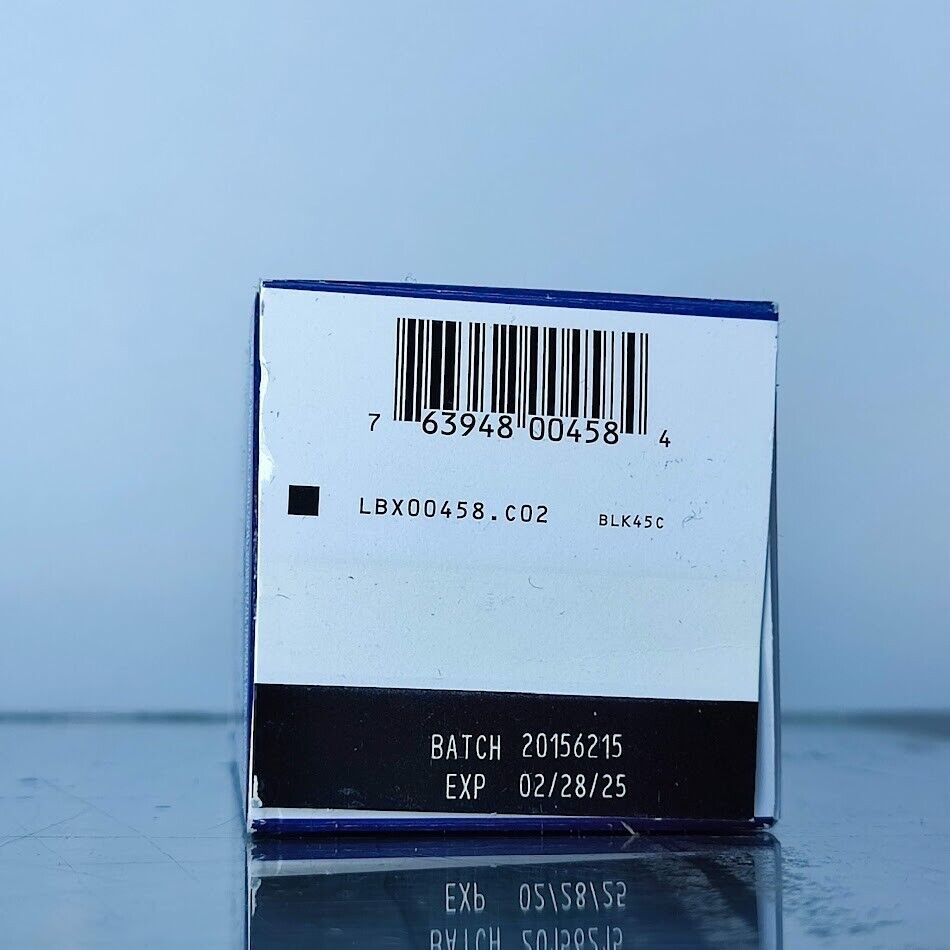 7 63948 00458 4
LBX00458.C02 BLK45C
BATCH 20156215
EXP 02/28/25